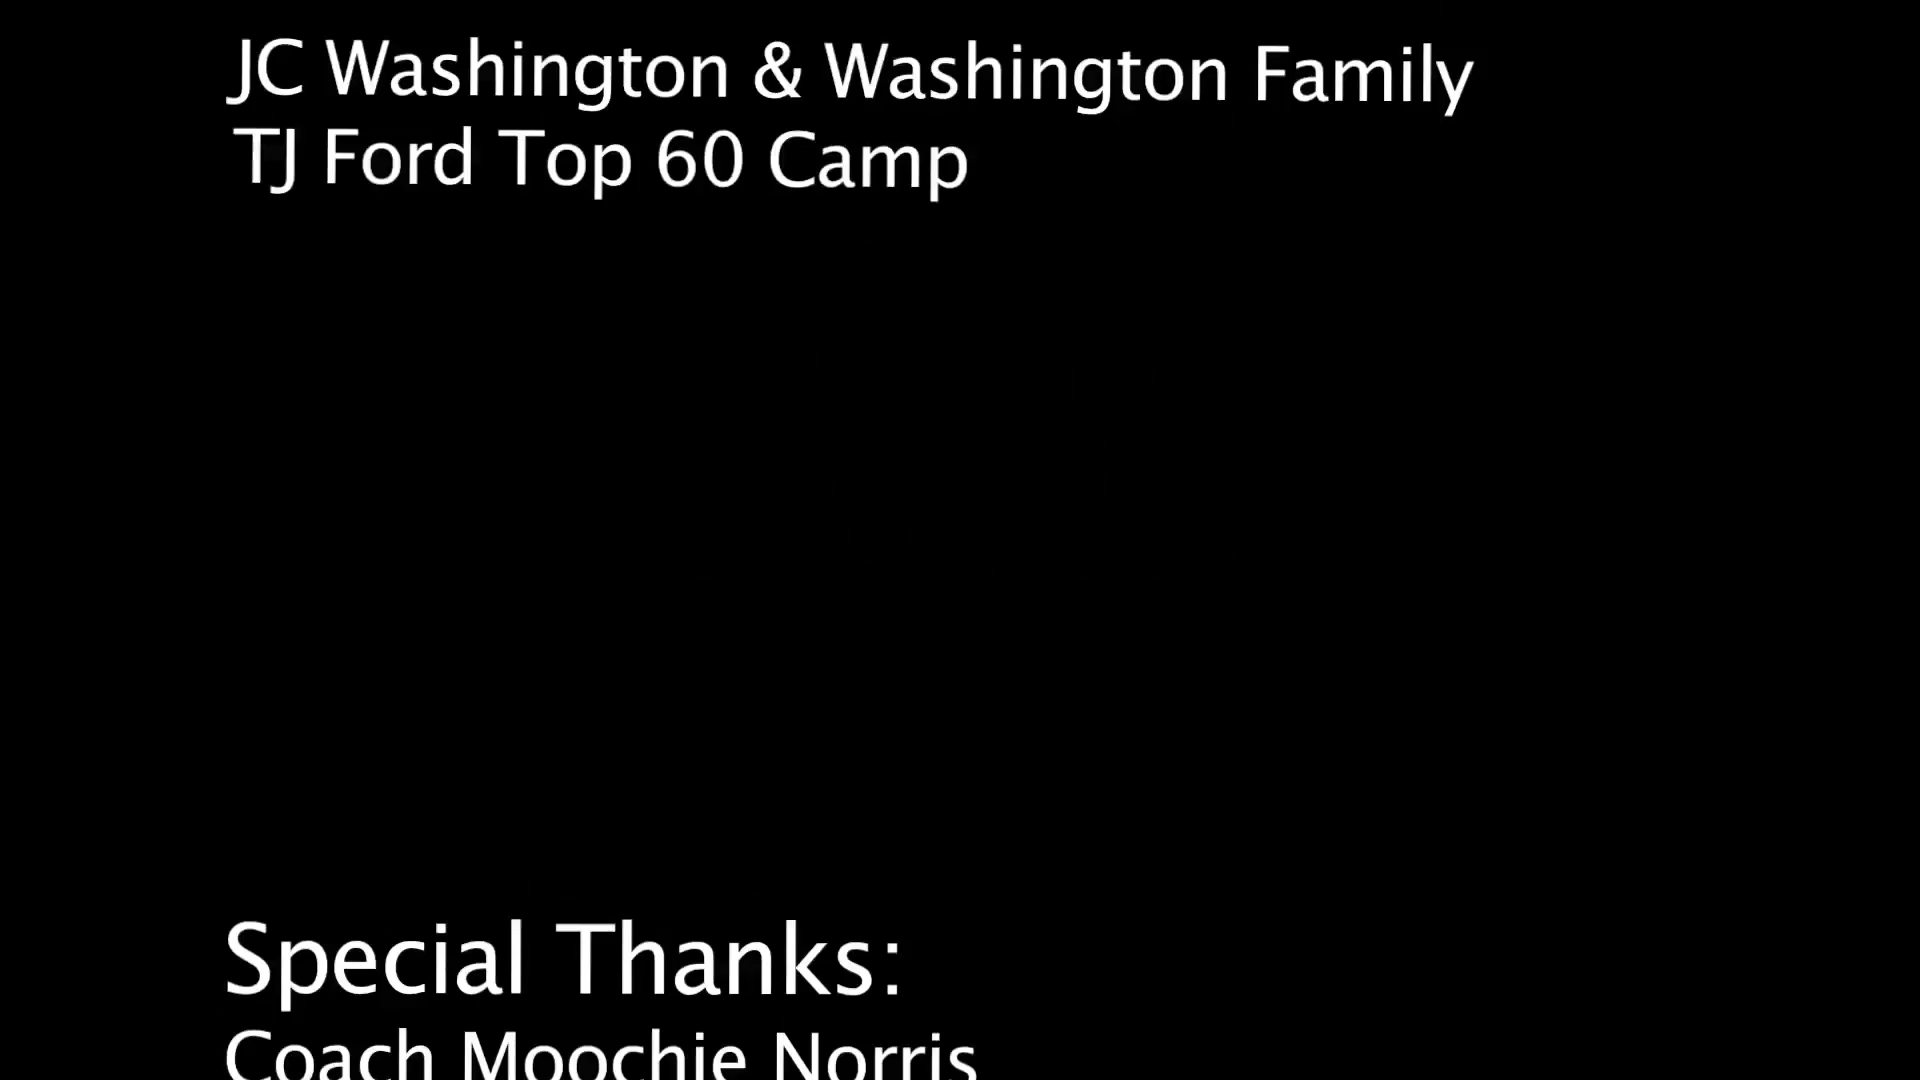 JC Washington & Washington Family
TJ Ford Top 60 Camp
Special Thanks:
Coach Moochie Norris